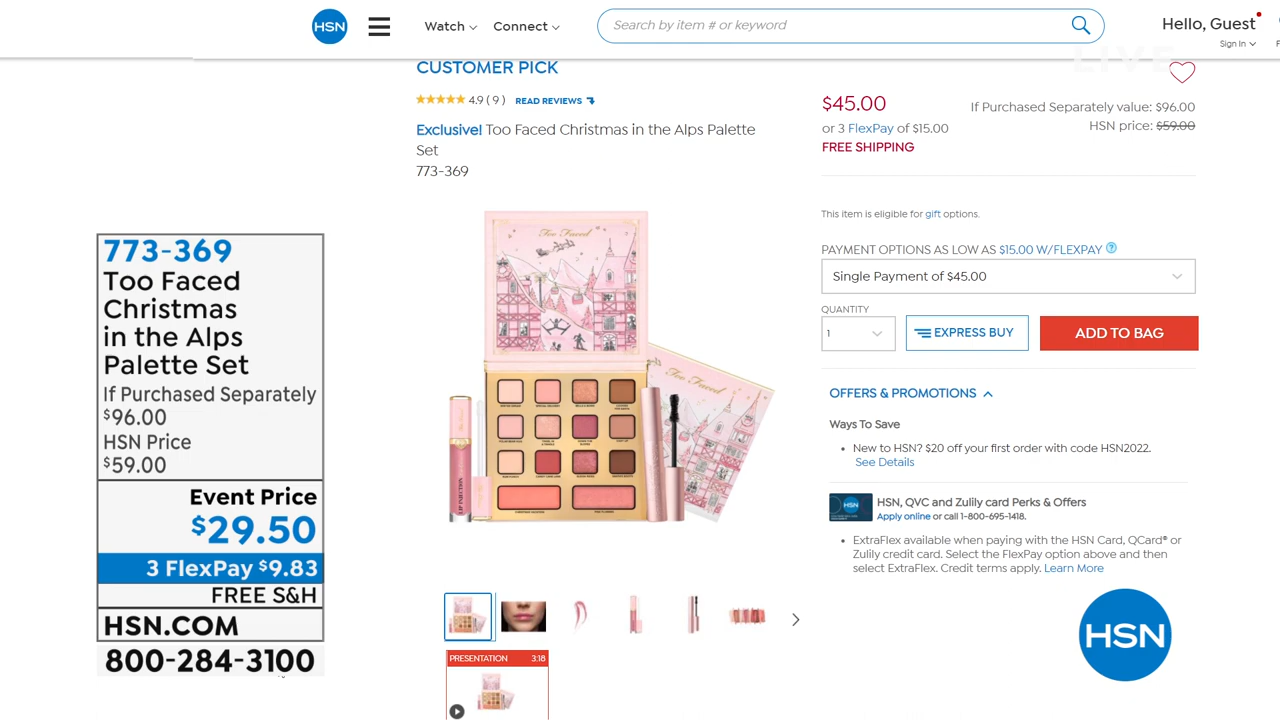 HSN
Watch
Connect
Search by item # or keyword
Hello, Guest
Sign In
LIVE
CUSTOMER PICK
4.9 ( 9 ) READ REVIEWS
Exclusive! Too Faced Christmas in the Alps Palette
Set
773-369
$45.00
or 3 FlexPay of $15.00
FREE SHIPPING
If Purchased Separately value: $96.00
HSN price: $59.00
This item is eligible for gift options.
PAYMENT OPTIONS AS LOW AS $15.00 W/FLEXPAY ?
Single Payment of $45.00
QUANTITY
1
EXPRESS BUY
ADD TO BAG
OFFERS & PROMOTIONS
Ways To Save
• New to HSN? $20 off your first order with code HSN2022.
See Details
HSN
HSN, QVC and Zulily card Perks & Offers
Apply online or call 1-800-695-1418.
• ExtraFlex available when paying with the HSN Card, QCard® or
Zulily credit card. Select the FlexPay option above and then
select ExtraFlex. Credit terms apply. Learn More
HSN
773-369
Too Faced
Christmas
in the Alps
Palette Set
If Purchased Separately
$96.00
HSN Price
$59.00
Event Price
$29.50
3 FlexPay $9.83
FREE S&H
HSN.COM
800-284-3100
Too Faced
Too Faced
LIP INJECTION
PRESENTATION 3:18